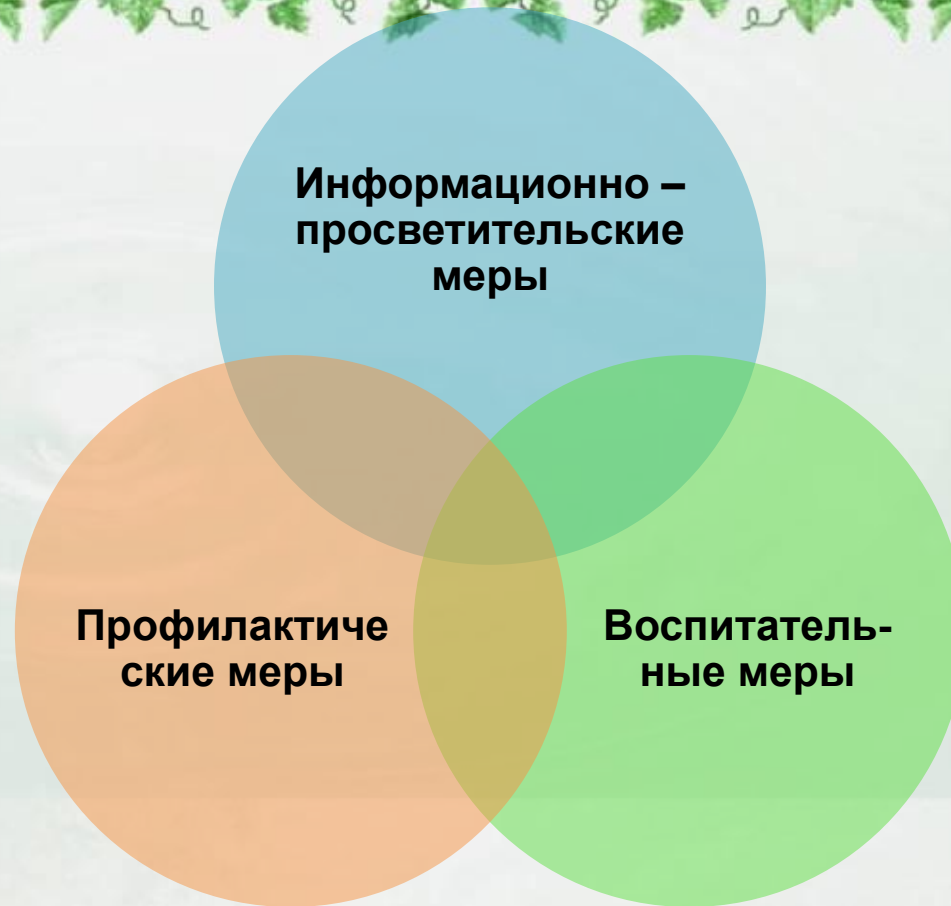 Информационно –
просветительские
меры
Профилактиче
ские меры
Воспитатель-
ные меры